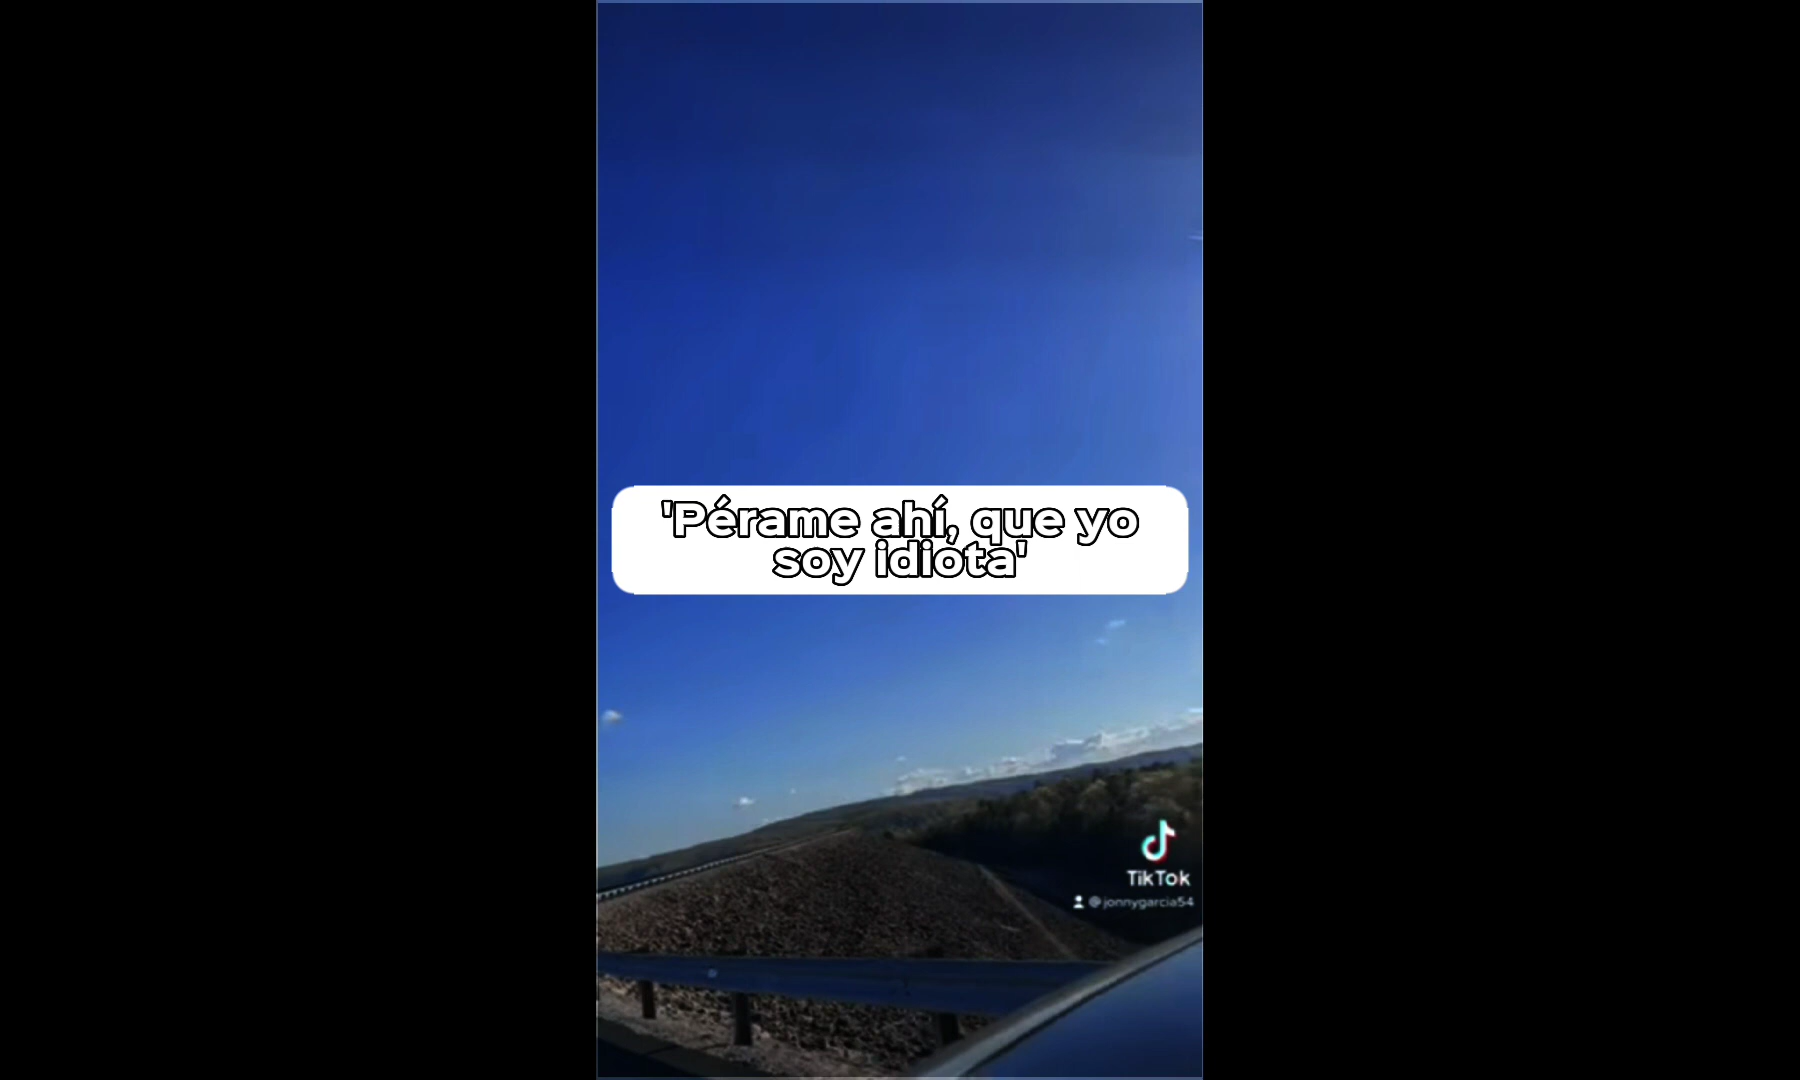 'Pérame ahí, que yo
soy idiota'
TikTok
@jonnygarcia54